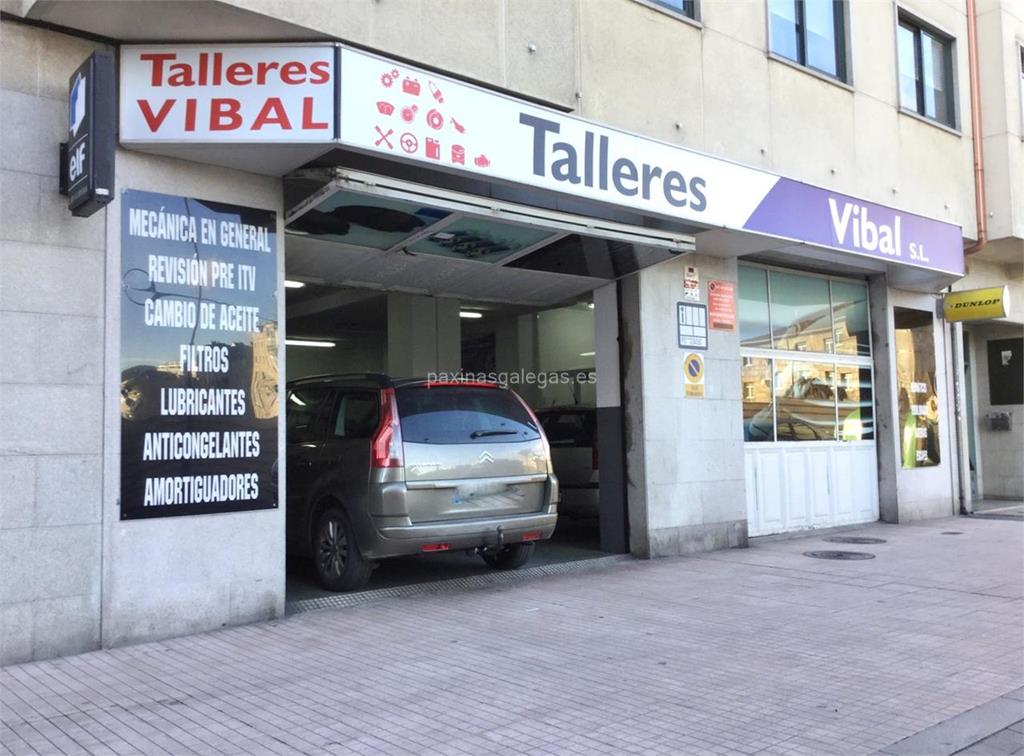 Talleres
VIBAL
elf
Talleres
Vibal S.L.
DUNLOP
MECÁNICA EN GENERAL
REVISIÓN PRE ITV
CAMBIO DE ACEITE
FILTROS
LUBRICANTES
ANTICONGELANTES
AMORTIGUADORES
paxinasgalegas.es